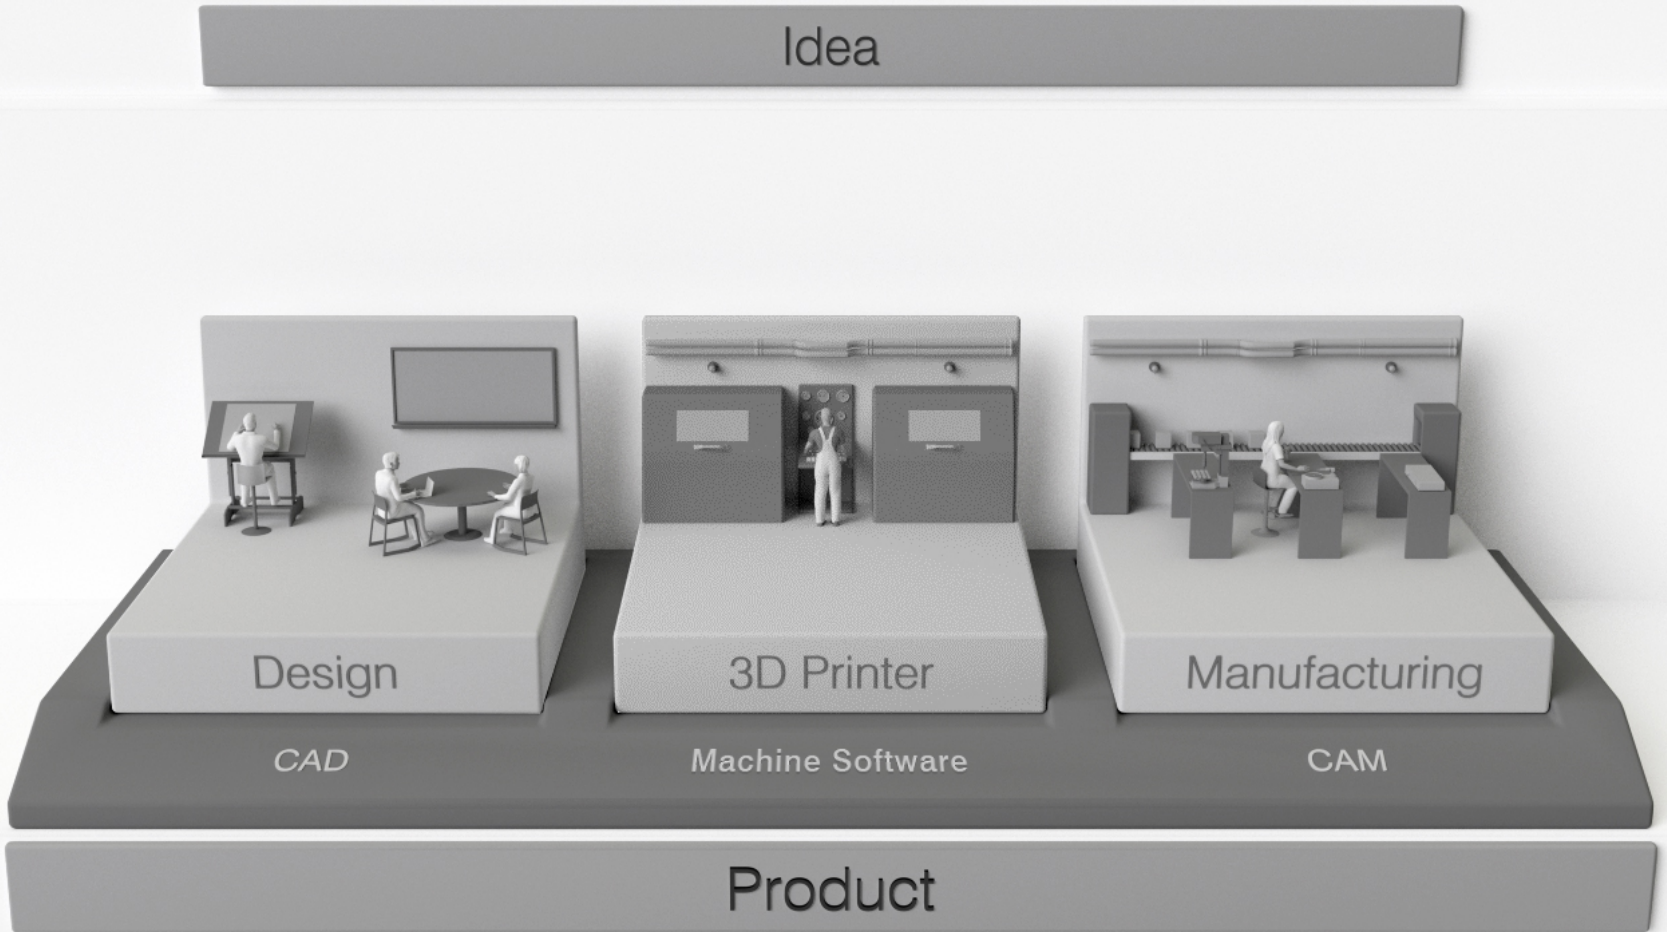 Idea
Design
3D Printer
Manufacturing
CAD
Machine Software
CAM
Product